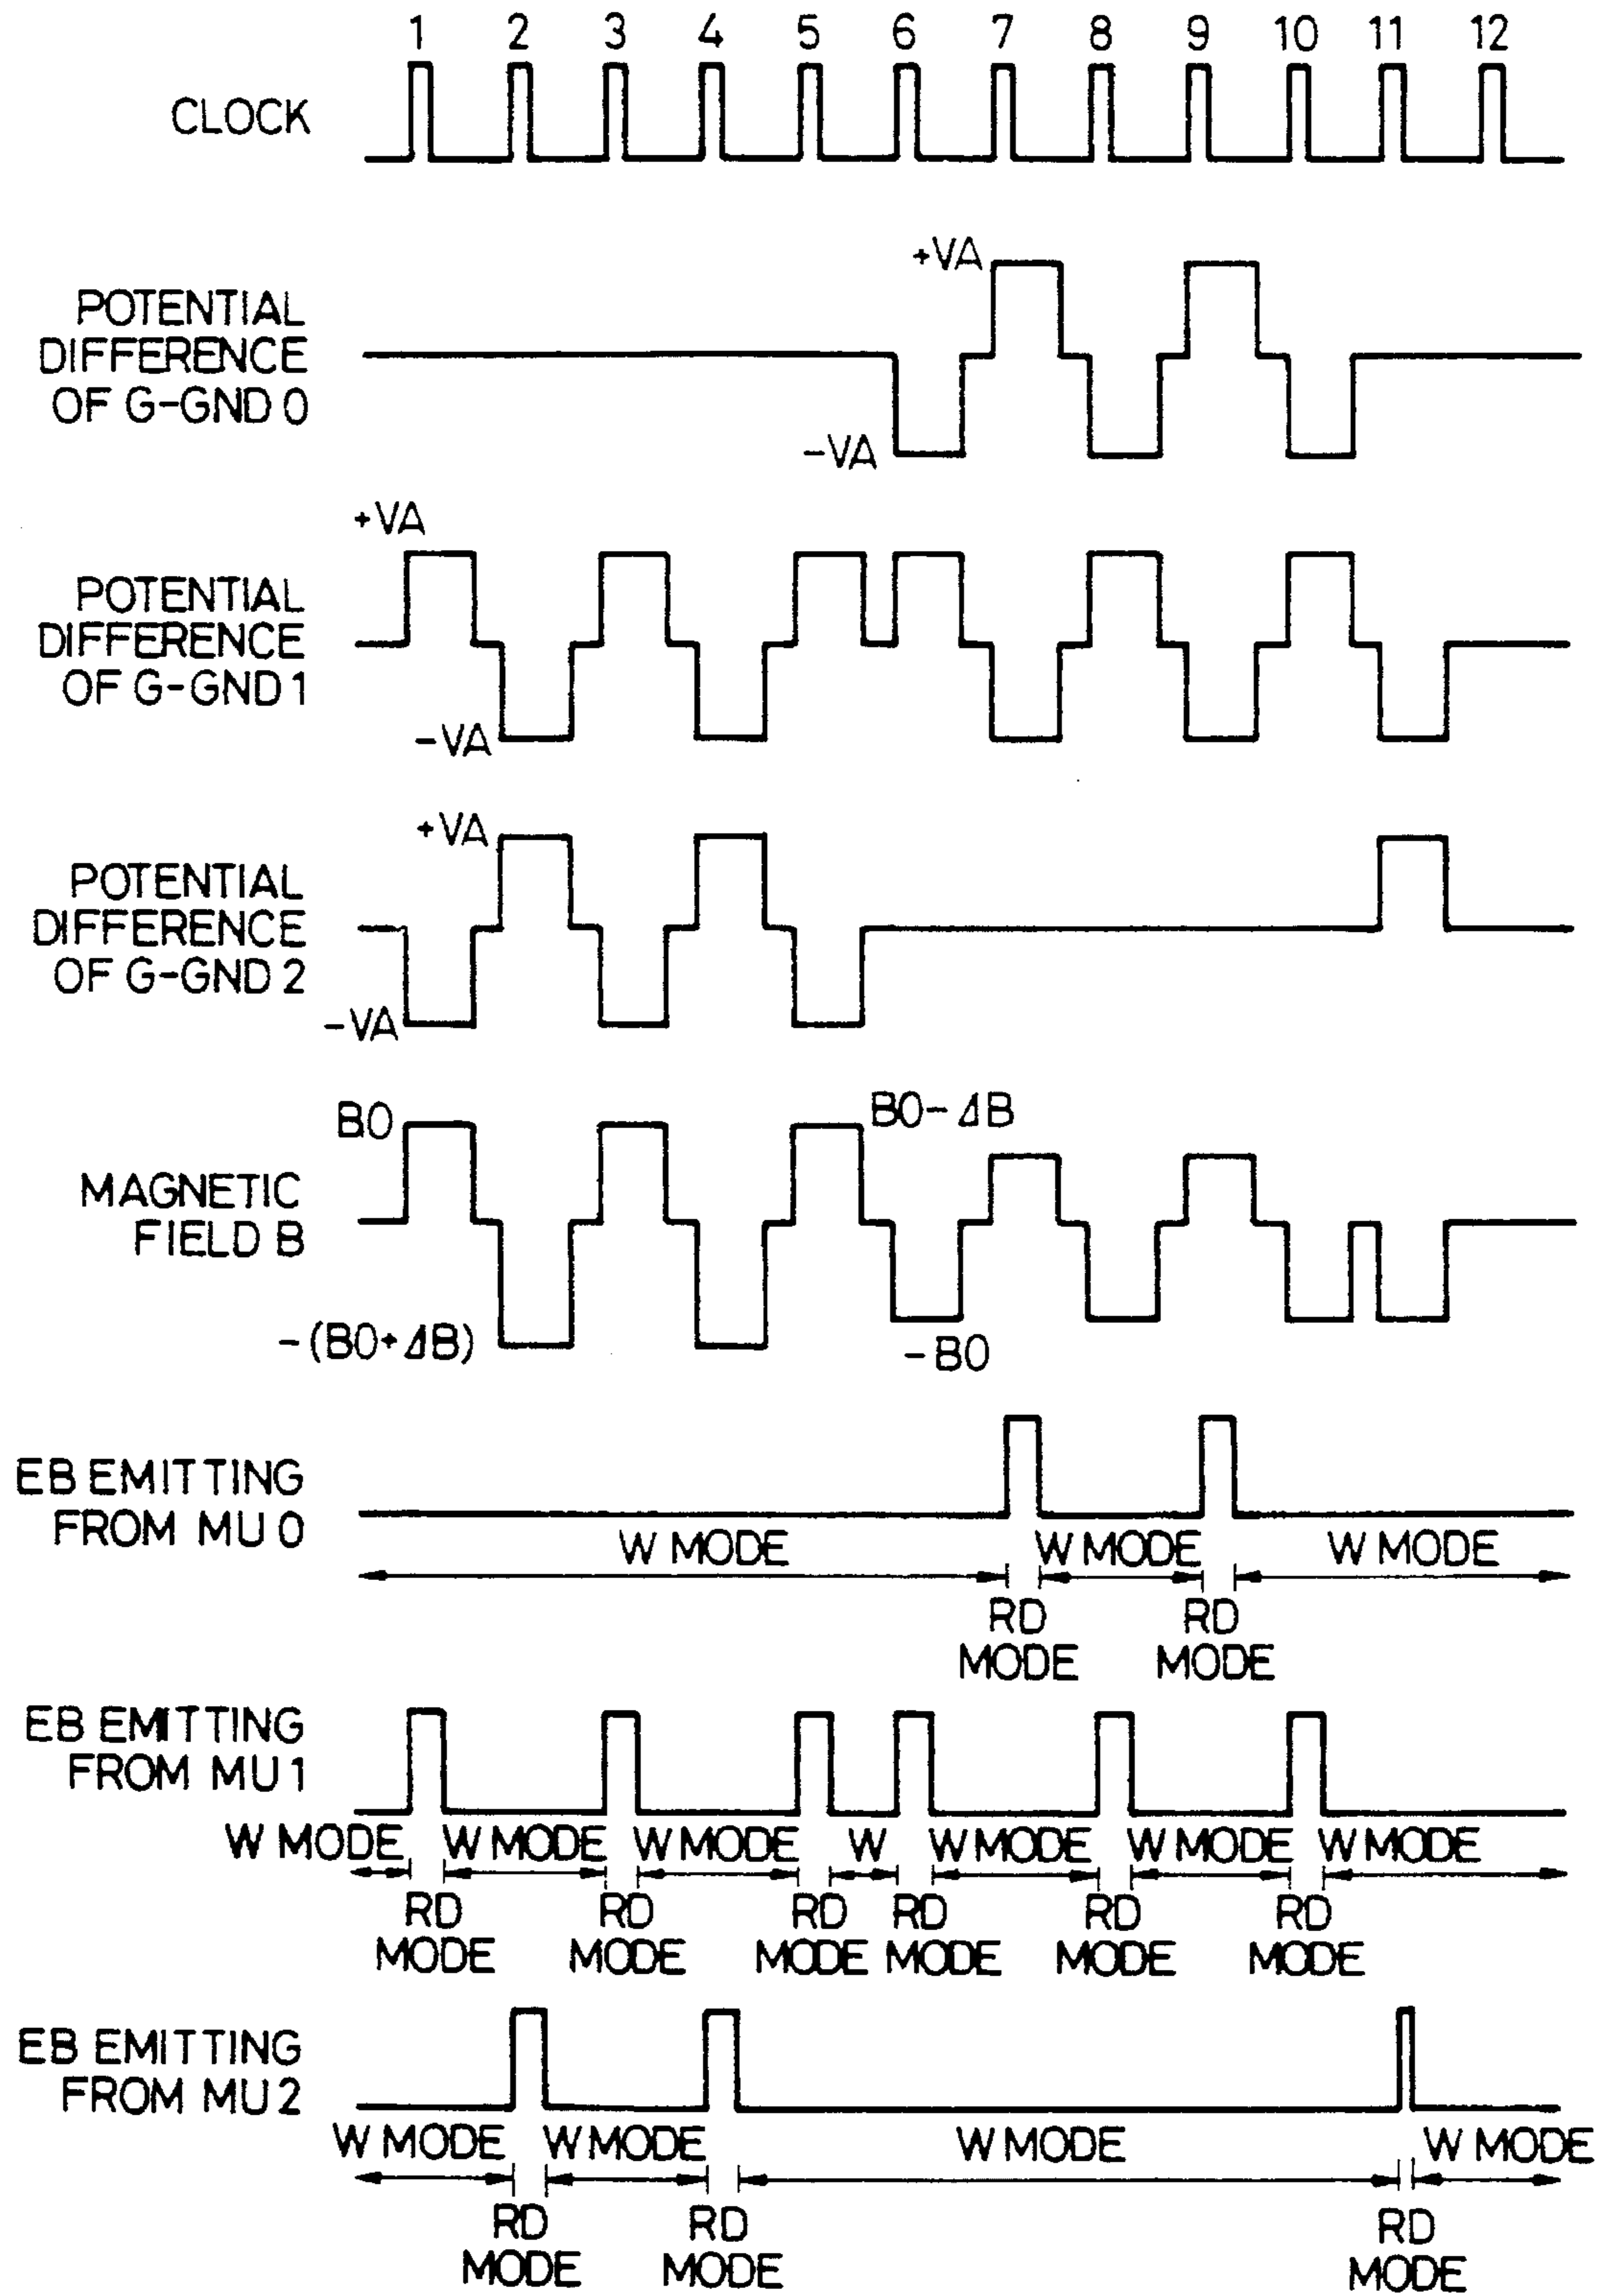 1 2 3 4 5 6 7 8 9 10 11 12
CLOCK
+VA
POTENTIAL
DIFFERENCE
OF G-GND 0
-VA
+VA
POTENTIAL
DIFFERENCE
OF G-GND 1
-VA
+VA
POTENTIAL
DIFFERENCE
OF G-GND 2
-VA
B0 B0-ΔB
MAGNETIC
FIELD B
-(B0+ΔB) -B0
EB EMITTING
FROM MU 0
W MODE W MODE W MODE
RD RD
MODE MODE
EB EMITTING
FROM MU 1
W MODE W MODE W MODE W W MODE W MODE W MODE
RD RD RD RD RD RD
MODE MODE MODE MODE MODE MODE
EB EMITTING
FROM MU 2
W MODE W MODE W MODE W MODE
RD RD RD
MODE MODE MODE